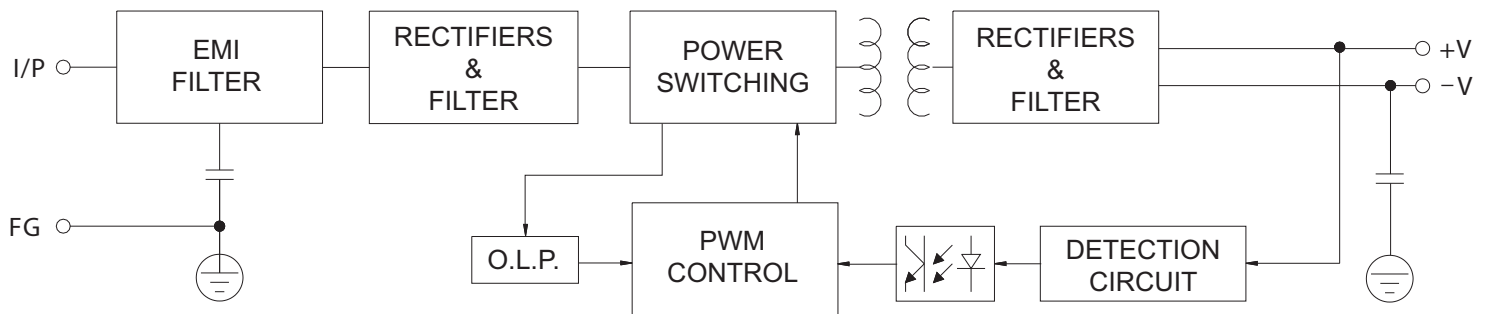 I/P
EMI
FILTER
RECTIFIERS
&
FILTER
POWER
SWITCHING
RECTIFIERS
&
FILTER
+V
−V
FG
O.L.P.
PWM
CONTROL
DETECTION
CIRCUIT